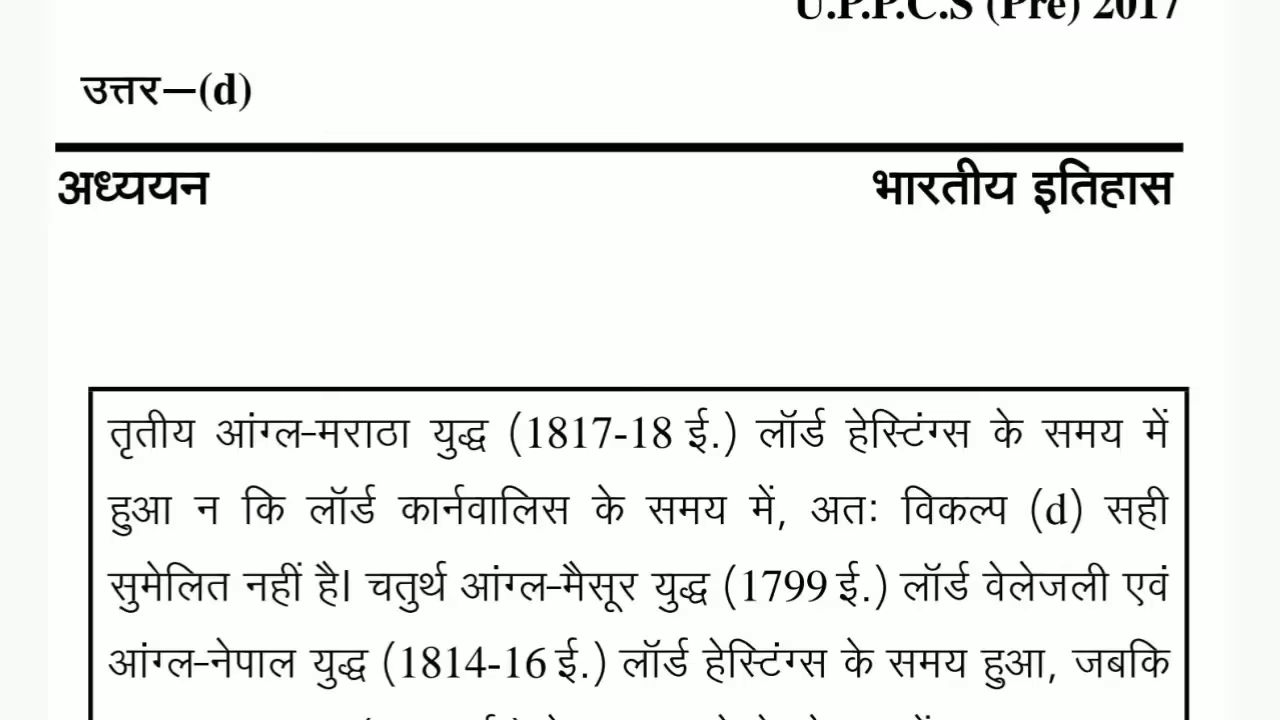 U.P.P.C.S (Pre) 2017
उत्तर—(d)
अध्ययन भारतीय इतिहास
तृतीय आंग्ल-मराठा युद्ध (1817-18 ई.) लॉर्ड हेस्टिंग्स के समय में
हुआ न कि लॉर्ड कार्नवालिस के समय में, अतः विकल्प (d) सही
सुमेलित नहीं है। चतुर्थ आंग्ल-मैसूर युद्ध (1799 ई.) लॉर्ड वेलेजली एवं
आंग्ल-नेपाल युद्ध (1814-16 ई.) लॉर्ड हेस्टिंग्स के समय हुआ, जबकि